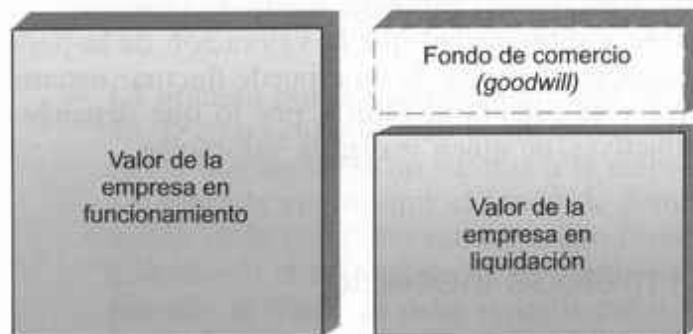 Valor de la
empresa en
funcionamiento
Fondo de comercio
(goodwill)
Valor de la
empresa en
liquidación